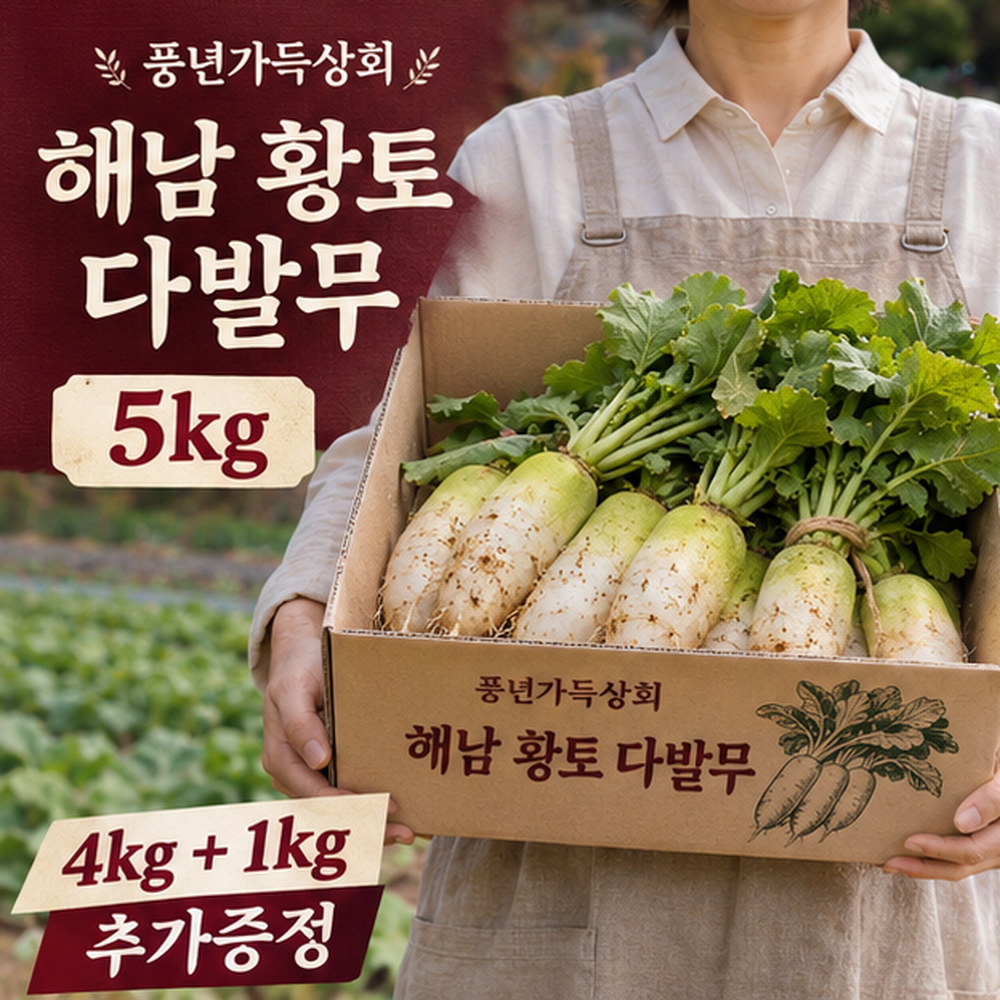 풍년가득상회
해남 황토
다발무
5kg
풍년가득상회
해남 황토 다발무
4kg + 1kg
추가증정